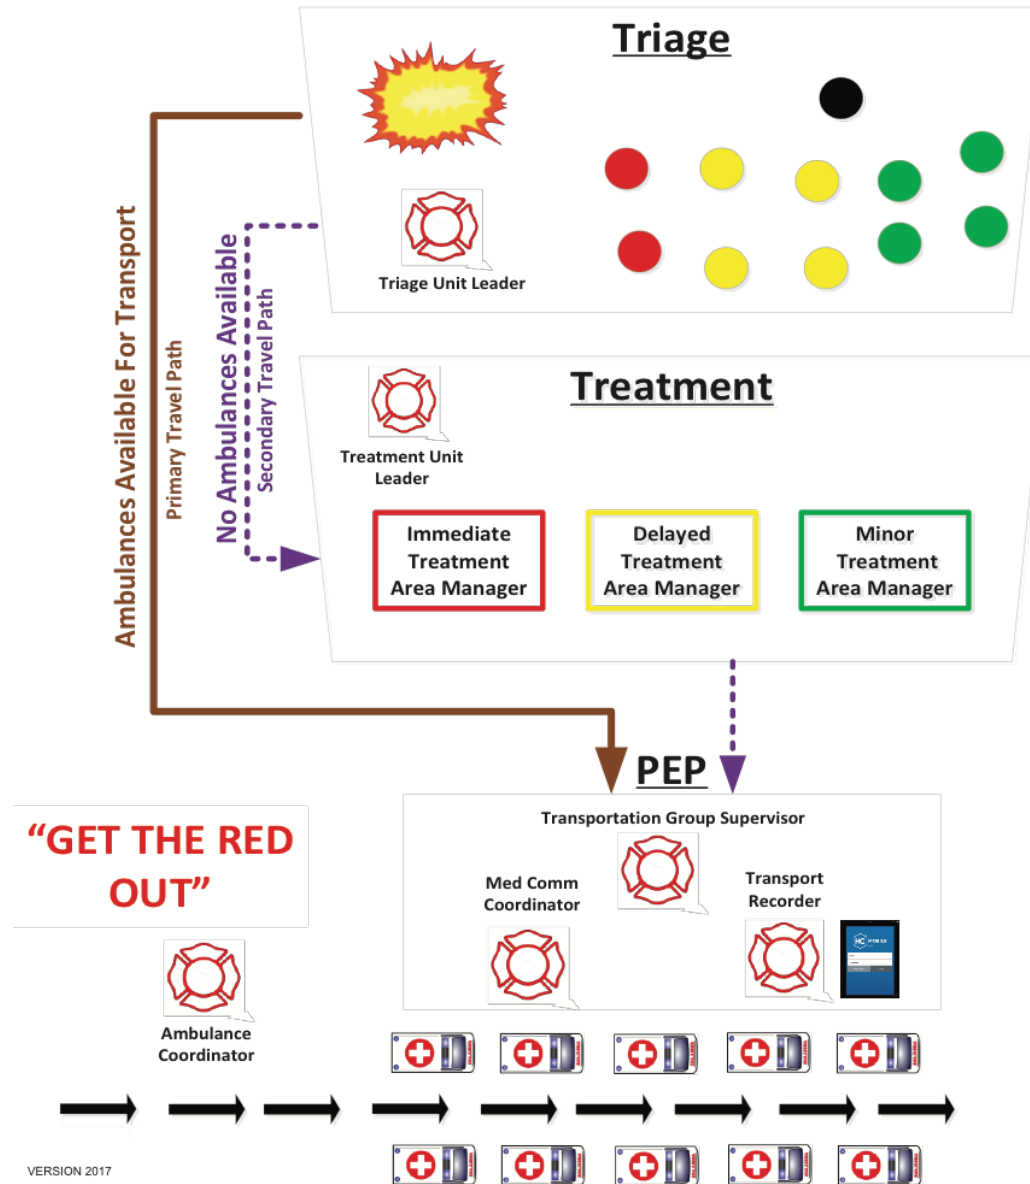 Triage
Triage Unit Leader
Ambulances Available For Transport
Primary Travel Path
No Ambulances Available
Secondary Travel Path
Treatment
Treatment Unit
Leader
Immediate
Treatment
Area Manager
Delayed
Treatment
Area Manager
Minor
Treatment
Area Manager
PEP
Transportation Group Supervisor
“GET THE RED
OUT”
Med Comm
Coordinator
Transport
Recorder
HC MOBILE
Ambulance
Coordinator
VERSION 2017